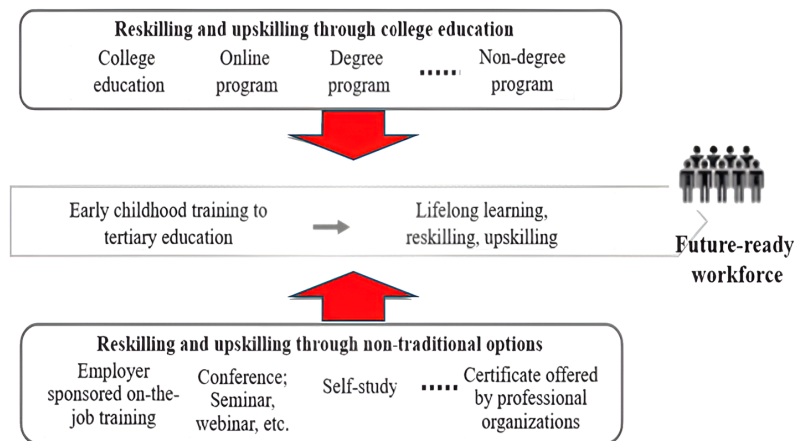 Reskilling and upskilling through college education
College
education
Online
program
Degree
program
......
Non-degree
program
Early childhood training to
tertiary education
Lifelong learning,
reskilling, upskilling
Future-ready
workforce
Reskilling and upskilling through non-traditional options
Employer
sponsored on-the-
job training
Conference;
Seminar,
webinar, etc.
Self-study
......
Certificate offered
by professional
organizations